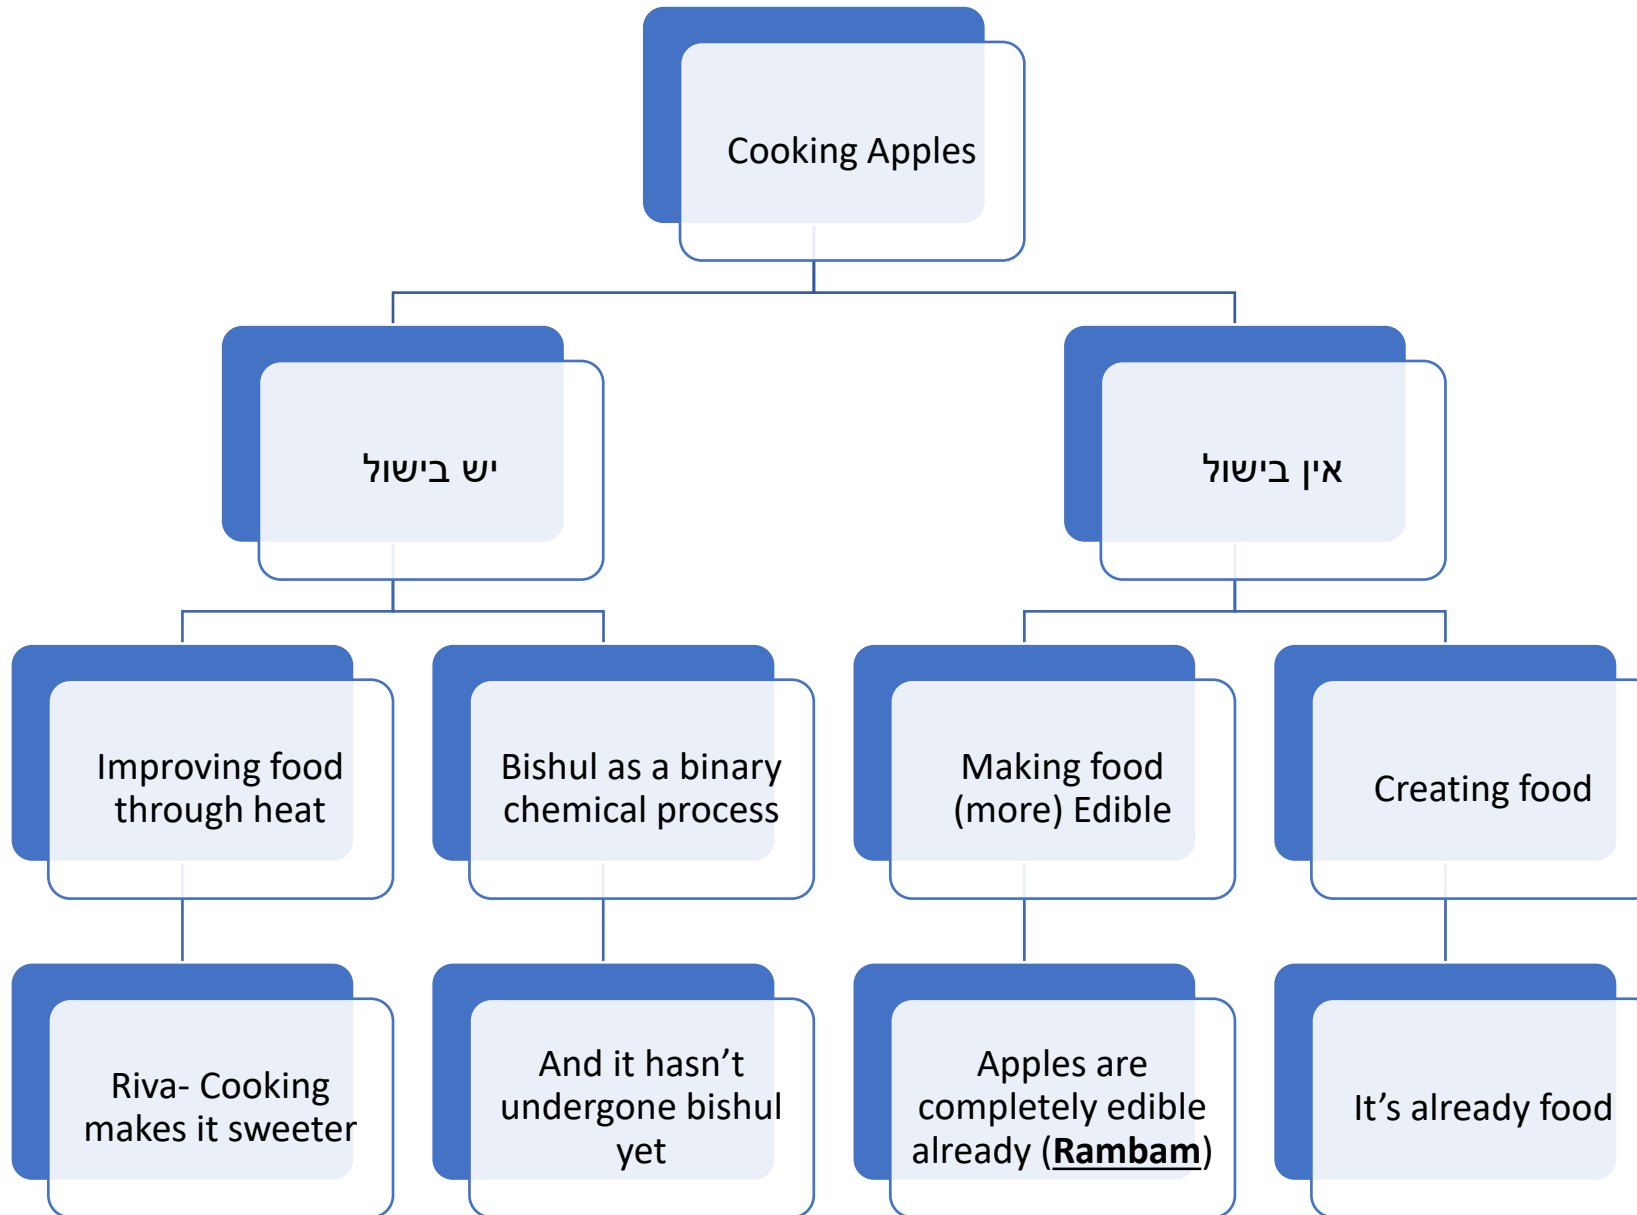 Cooking Apples
יש בישול
אין בישול
Improving food
through heat
Bishul as a binary
chemical process
Making food
(more) Edible
Creating food
Riva- Cooking
makes it sweeter
And it hasn’t
undergone bishul
yet
Apples are
completely edible
already (Rambam)
It’s already food